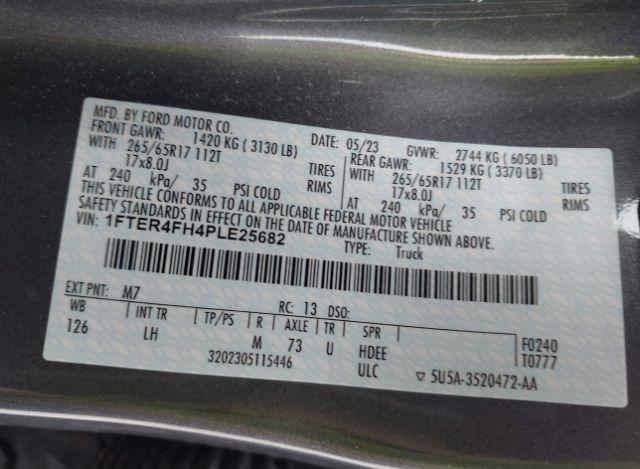 MFD. BY FORD MOTOR CO.
DATE: 05/23 GVWR: 2744 KG (6050 LB)
FRONT GAWR: 1420 KG (3130 LB) REAR GAWR: 1529 KG (3370 LB)
WITH 265/65R17 112T TIRES WITH 265/65R17 112T TIRES
17x8.0J RIMS 17x8.0J RIMS
AT 240 kPa/ 35 PSI COLD AT 240 kPa/ 35 PSI COLD
THIS VEHICLE CONFORMS TO ALL APPLICABLE FEDERAL MOTOR VEHICLE
SAFETY STANDARDS IN EFFECT ON THE DATE OF MANUFACTURE SHOWN ABOVE.
VIN: 1FTER4FH4PLE25682 TYPE: Truck
EXT PNT: M7 RC: 13 DSO:
WB INT TR TP/PS R AXLE TR SPR F0240
126 LH M 73 U HDEE T0777
3202305115446 ULC ▽ 5U5A-3520472-AA